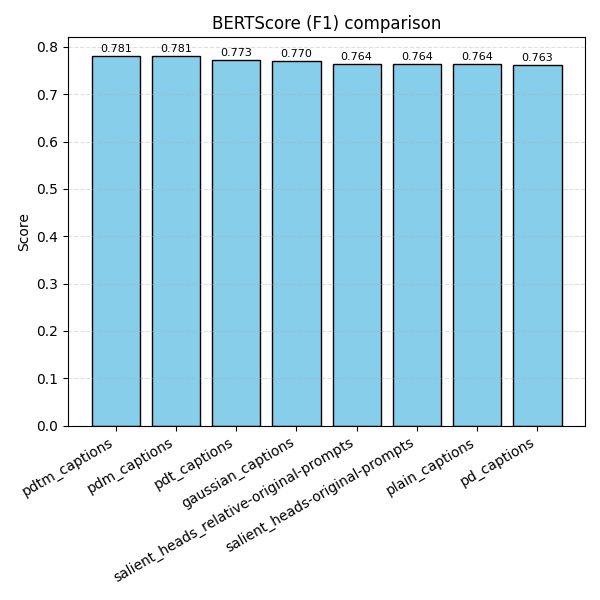 BERTScore (F1) comparison
0.781 0.781 0.773 0.770 0.764 0.764 0.764 0.763
Score
0.8
0.7
0.6
0.5
0.4
0.3
0.2
0.1
0.0
pdtm_captions
pdm_captions
pdt_captions
gaussian_captions
salient_heads_relative-original-prompts
salient_heads-original-prompts
plain_captions
pd_captions